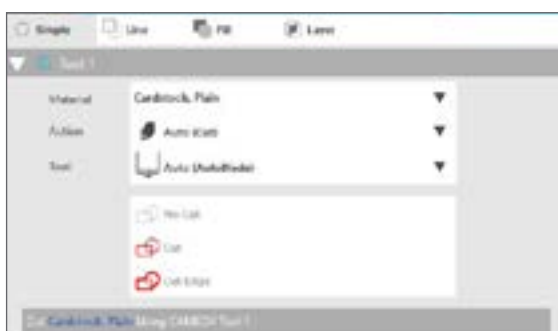 Simple Line Fill Layer
Tool 1
Material Cardstock, Plain
Action Auto (Cut)
Tool Auto (AutoBlade)
No Cut
Cut
Cut Edge
Cut Cardstock, Plain Using CAMEO4 Tool 1